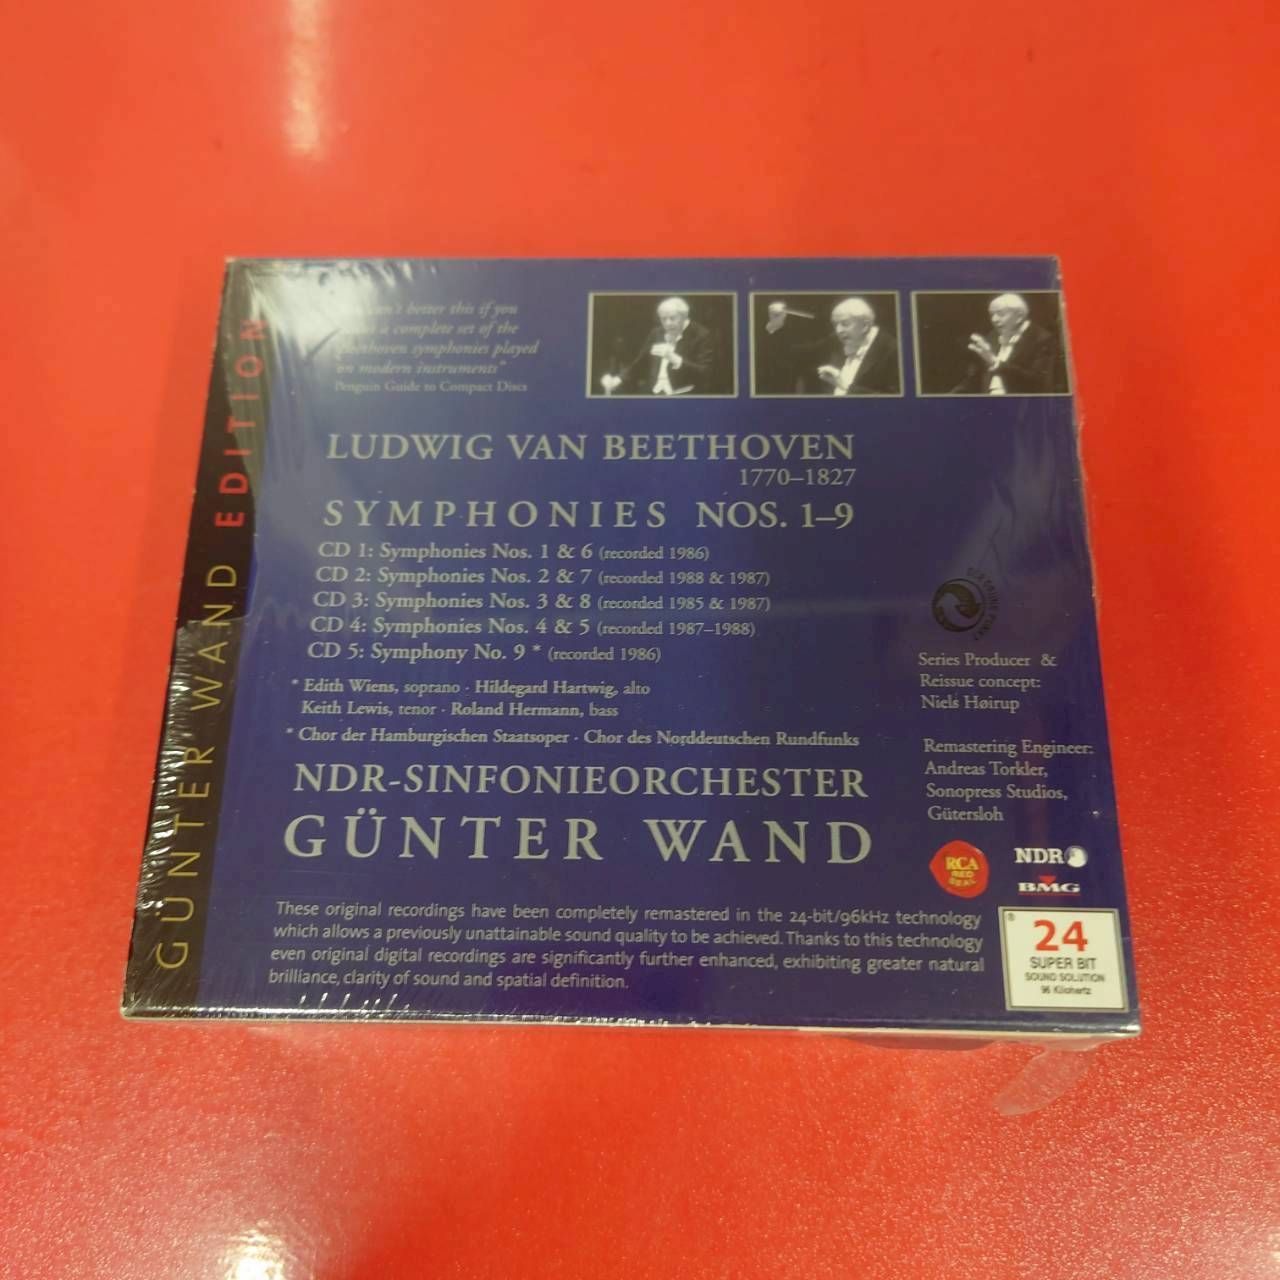 can't better this if you
a complete set of the
Beethoven symphonies played
on modern instruments"
Penguin Guide to Compact Discs
LUDWIG VAN BEETHOVEN
1770–1827
SYMPHONIES NOS. 1–9
CD 1: Symphonies Nos. 1 & 6 (recorded 1986)
CD 2: Symphonies Nos. 2 & 7 (recorded 1988 & 1987)
CD 3: Symphonies Nos. 3 & 8 (recorded 1985 & 1987)
CD 4: Symphonies Nos. 4 & 5 (recorded 1987–1988)
CD 5: Symphony No. 9 * (recorded 1986)
* Edith Wiens, soprano · Hildegard Hartwig, alto
Keith Lewis, tenor · Roland Hermann, bass
* Chor der Hamburgischen Staatsoper · Chor des Norddeutschen Rundfunks
NDR-SINFONIEORCHESTER
GÜNTER WAND
These original recordings have been completely remastered in the 24-bit/96kHz technology
which allows a previously unattainable sound quality to be achieved. Thanks to this technology
even original digital recordings are significantly further enhanced, exhibiting greater natural
brilliance, clarity of sound and spatial definition.
GÜNTER WAND EDITION
DER GRÜNE PUNKT
Series Producer &
Reissue concept:
Niels Høirup
Remastering Engineer:
Andreas Torkler,
Sonopress Studios,
Gütersloh
RCA
RED
SEAL
NDR
BMG
®
24
SUPER BIT
SOUND SOLUTION
96 Kilohertz